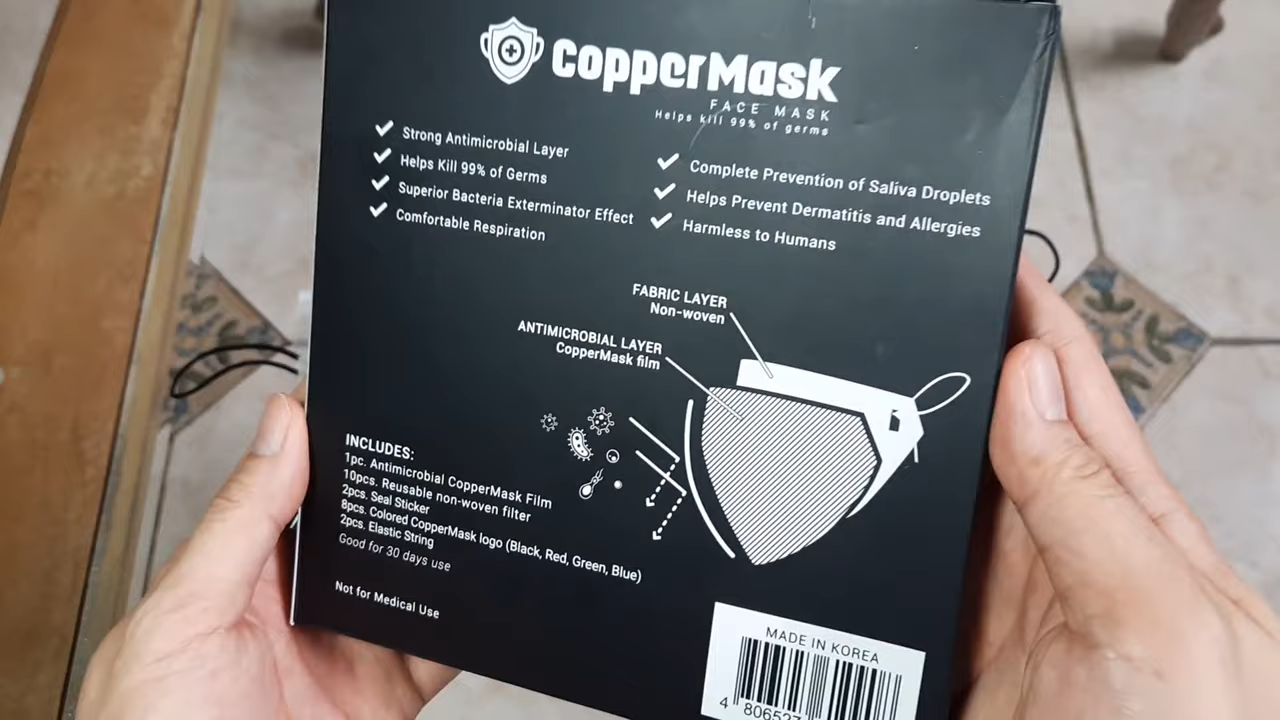 copperMask
FACE MASK
Helps kill 99% of germs
Strong Antimicrobial Layer
Helps Kill 99% of Germs
Superior Bacteria Exterminator Effect
Comfortable Respiration
Complete Prevention of Saliva Droplets
Helps Prevent Dermatitis and Allergies
Harmless to Humans
FABRIC LAYER
Non-woven
ANTIMICROBIAL LAYER
CopperMask film
INCLUDES:
1pc. Antimicrobial CopperMask Film
10pcs. Reusable non-woven filter
2pcs. Seal Sticker
8pcs. Colored CopperMask logo (Black, Red, Green, Blue)
2pcs. Elastic String
Good for 30 days use
Not for Medical Use
MADE IN KOREA
4 806527